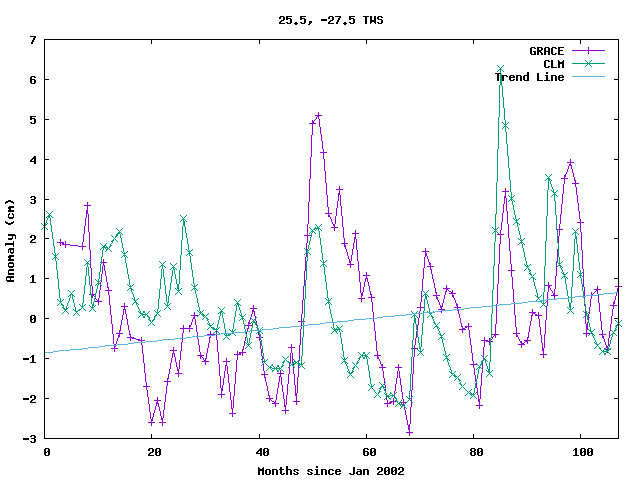 25.5, -27.5 TWS
GRACE
CLM
Trend Line
Anomaly (cm)
7
6
5
4
3
2
1
0
-1
-2
-3
0 20 40 60 80 100
Months since Jan 2002